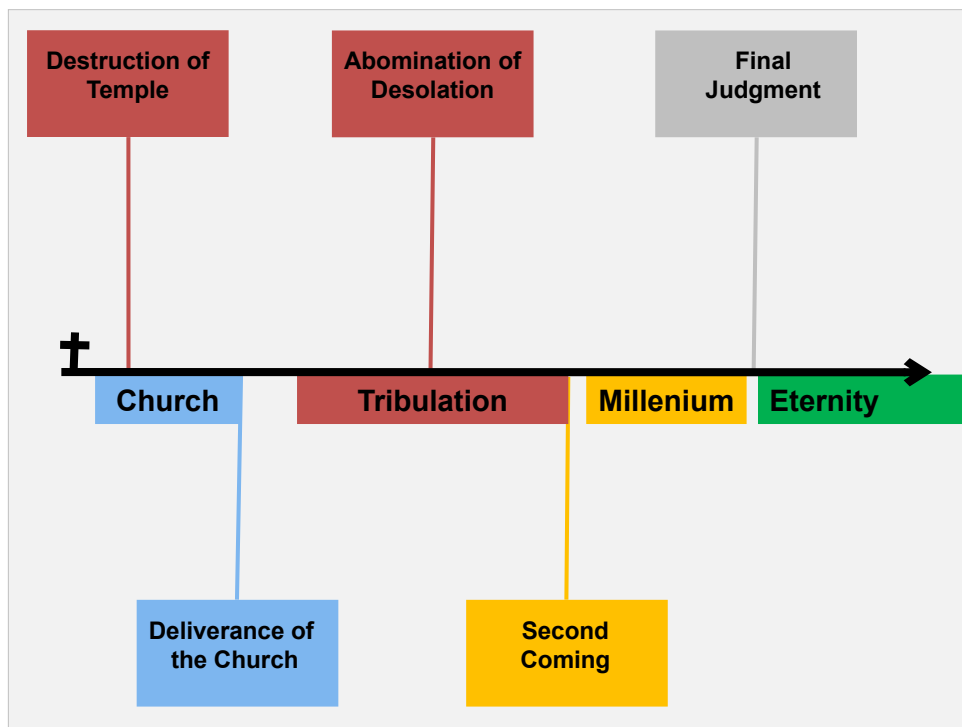 Destruction of
Temple
Abomination of
Desolation
Final
Judgment
Church
Tribulation
Millenium
Eternity
Deliverance of
the Church
Second
Coming